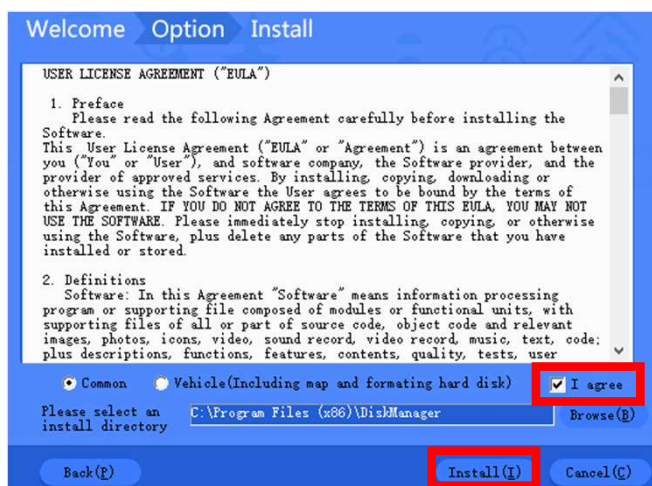 Welcome Option Install
USER LICENSE AGREEMENT ("EULA")
1. Preface
Please read the following Agreement carefully before installing the
Software.
This User License Agreement ("EULA" or "Agreement") is an agreement between
you ("You" or "User"), and software company, the Software provider, and the
provider of approved services. By installing, copying, downloading or
otherwise using the Software the User agrees to be bound by the terms of
this Agreement. IF YOU DO NOT AGREE TO THE TERMS OF THIS EULA, YOU MAY NOT
USE THE SOFTWARE. Please immediately stop installing, copying, or otherwise
using the Software, plus delete any parts of the Software that you have
installed or stored.
2. Definitions
Software: In this Agreement "Software" means information processing
program or supporting file composed of modules or functional units, with
supporting files of all or part of source code, object code and relevant
images, photos, icons, video, sound record, video record, music, text, code;
plus descriptions, functions, features, contents, quality, tests, user
Common Vehicle(Including map and formating hard disk) I agree
Please select an
install directory
C:\Program Files (x86)\DiskManager
Browse(B)
Back(P) Install(I) Cancel(C)